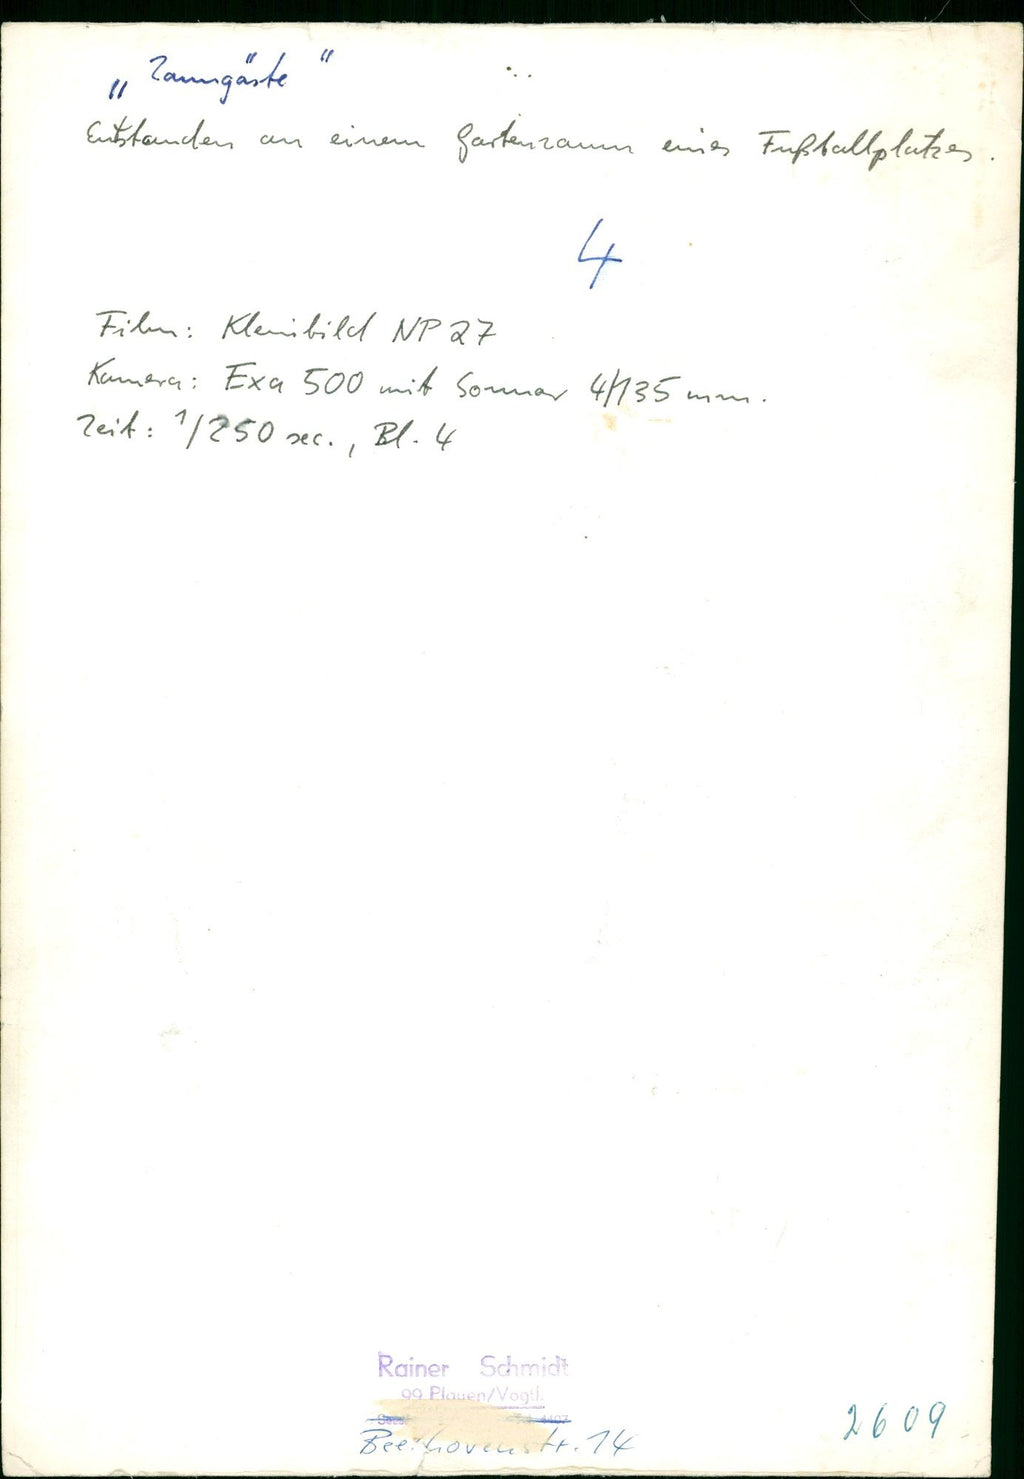 „Zaungäste“
Entstanden an einem Gartenzaun eines Fußballplatzes.
4
Film: Kleinbild NP 27
Kamera: Exa 500 mit Sonnar 4/135 mm.
Zeit: 1/250 sec., Bl. 4
Rainer Schmidt
99 Plauen/Vogtl.
Beethovenstr. 14
2609